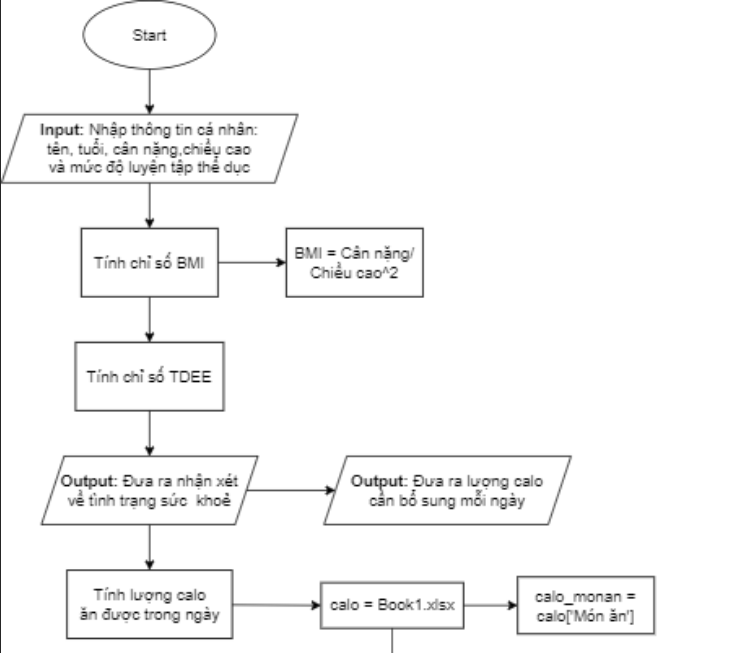 Start
Input: Nhập thông tin cá nhân:
tên, tuổi, cân nặng,chiều cao
và mức độ luyện tập thể dục
Tính chỉ số BMI
BMI = Cân nặng/
Chiều cao^2
Tính chỉ số TDEE
Output: Đưa ra nhận xét
về tình trạng sức khoẻ
Output: Đưa ra lượng calo
cần bổ sung mỗi ngày
Tính lượng calo
ăn được trong ngày
calo = Book1.xlsx
calo_monan =
calo['Món ăn']